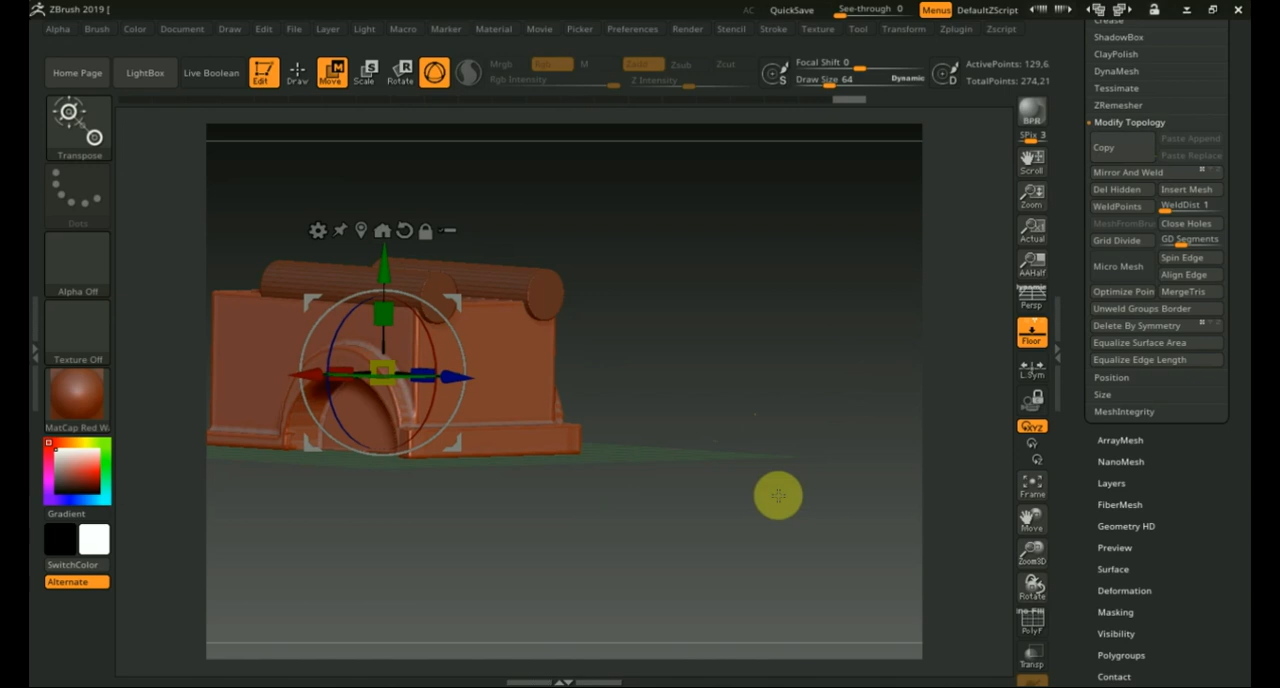 ZBrush 2019 [
AC QuickSave See-through 0 Menus DefaultZScript
Alpha Brush Color Document Draw Edit File Layer Light Macro Marker Material Movie Picker Preferences Render Stencil Stroke Texture Tool Transform Zplugin Zscript
Home Page LightBox Live Boolean Edit Draw Move Scale Rotate
Mrgb Rgb M
Rgb Intensity
Zadd Zsub Zcut
Z Intensity
Focal Shift 0
Draw Size 64 Dynamic
S
D
ActivePoints: 129,6
TotalPoints: 274,21
Transpose
Dots
Alpha Off
Texture Off
MatCap Red W
Gradient
SwitchColor
Alternate
BPR
SPix 3
Scroll
Zoom
Actual
AAHalf
Dynamic
Persp
Floor
L.Sym
XYZ
Frame
Move
Zoom3D
Rotate
PolyF
Transp
Crease
ShadowBox
ClayPolish
DynaMesh
Tessimate
ZRemesher
Modify Topology
Copy Paste Append
Paste Replace
Mirror And Weld
Del Hidden Insert Mesh
WeldPoints WeldDist 1
MeshFromBru Close Holes
Grid Divide GD Segments
Micro Mesh Spin Edge
Align Edge
Optimize Poin MergeTris
Unweld Groups Border
Delete By Symmetry
Equalize Surface Area
Equalize Edge Length
Position
Size
MeshIntegrity
ArrayMesh
NanoMesh
Layers
FiberMesh
Geometry HD
Preview
Surface
Deformation
Masking
Visibility
Polygroups
Contact